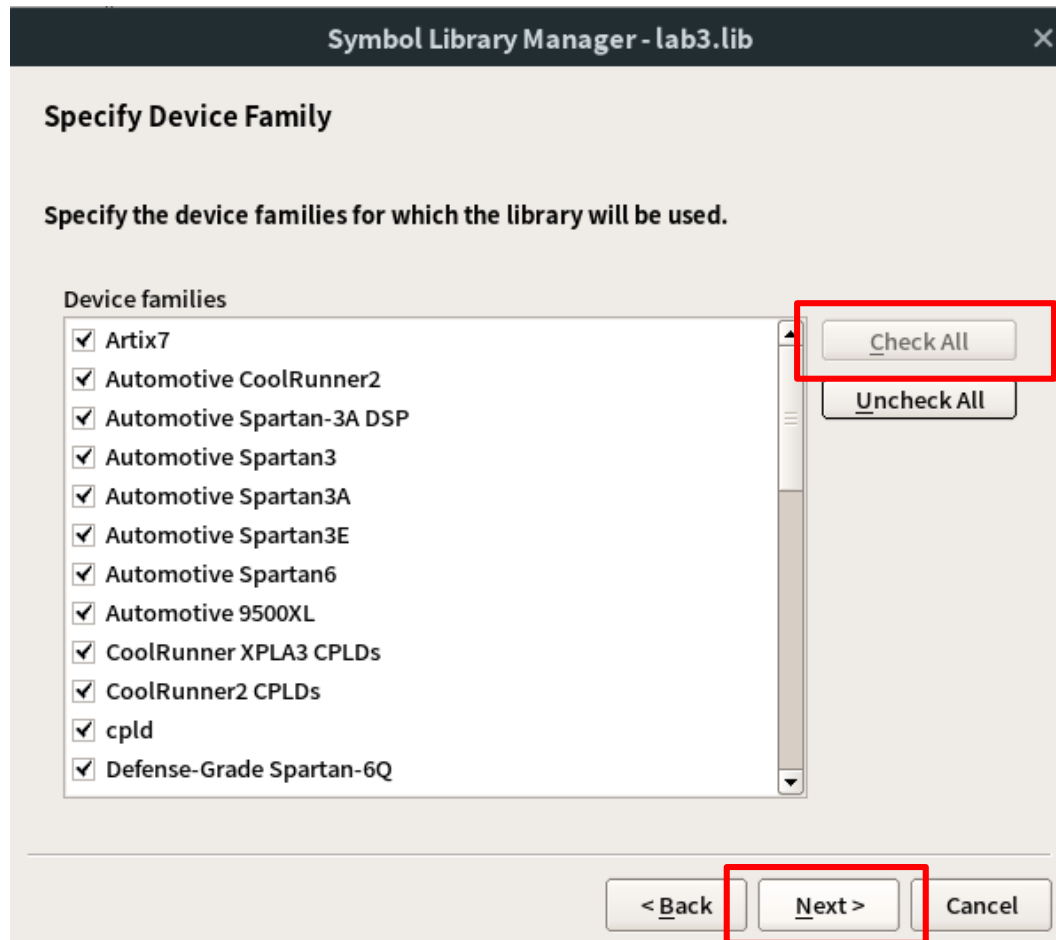 Symbol Library Manager - lab3.lib
Specify Device Family
Specify the device families for which the library will be used.
Device families
Artix7
Automotive CoolRunner2
Automotive Spartan-3A DSP
Automotive Spartan3
Automotive Spartan3A
Automotive Spartan3E
Automotive Spartan6
Automotive 9500XL
CoolRunner XPLA3 CPLDs
CoolRunner2 CPLDs
cpld
Defense-Grade Spartan-6Q
Check All
Uncheck All
< Back
Next >
Cancel